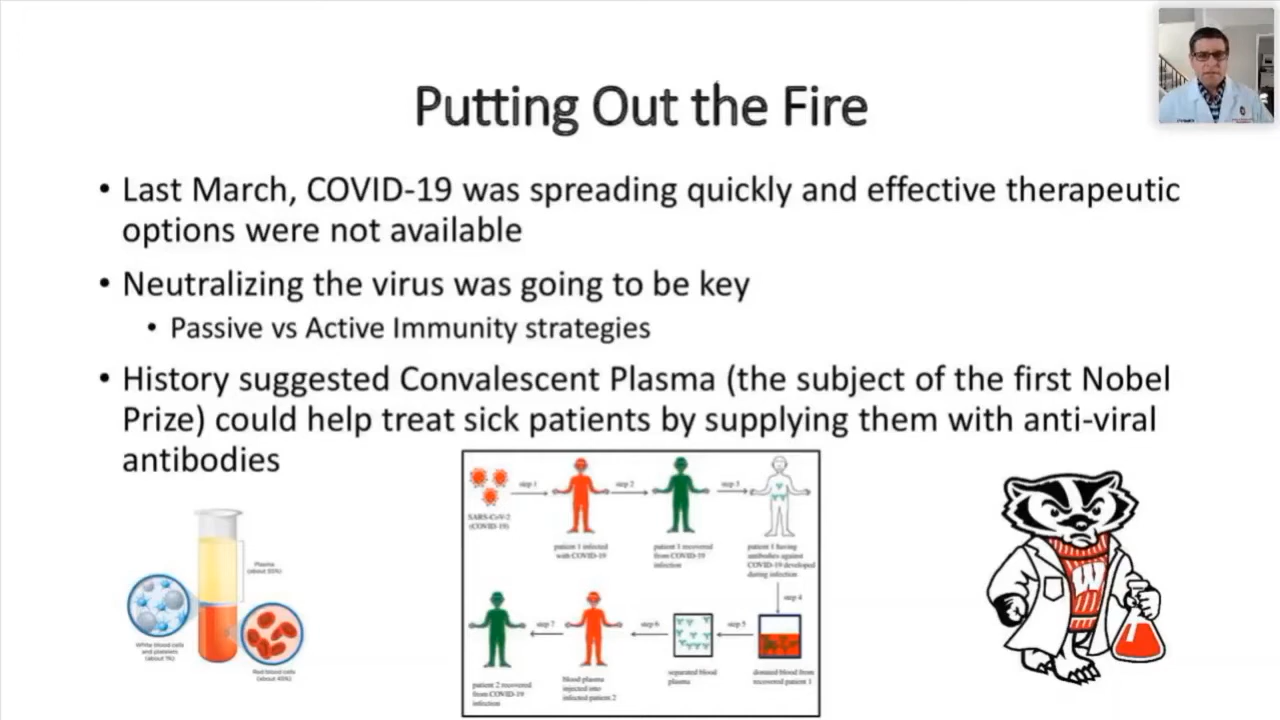 Putting Out the Fire
• Last March, COVID-19 was spreading quickly and effective therapeutic
options were not available
• Neutralizing the virus was going to be key
• Passive vs Active Immunity strategies
• History suggested Convalescent Plasma (the subject of the first Nobel
Prize) could help treat sick patients by supplying them with anti-viral
antibodies
Plasma
(about 55%)
White blood cells
and platelets
(about 1%)
Red blood cells
(about 45%)
step 1
step 2
step 3
SARS-CoV-2
(COVID-19)
patient 1 infected
with COVID-19
patient 1 recovered
from COVID-19
infection
patient 1 having
antibodies against
COVID-19 developed
during infection
step 4
step 7
step 6
step 5
patient 2 recovered
from COVID-19
infection
blood plasma
injected into
infected patient 2
separated blood
plasma
donated blood from
recovered patient 1
W